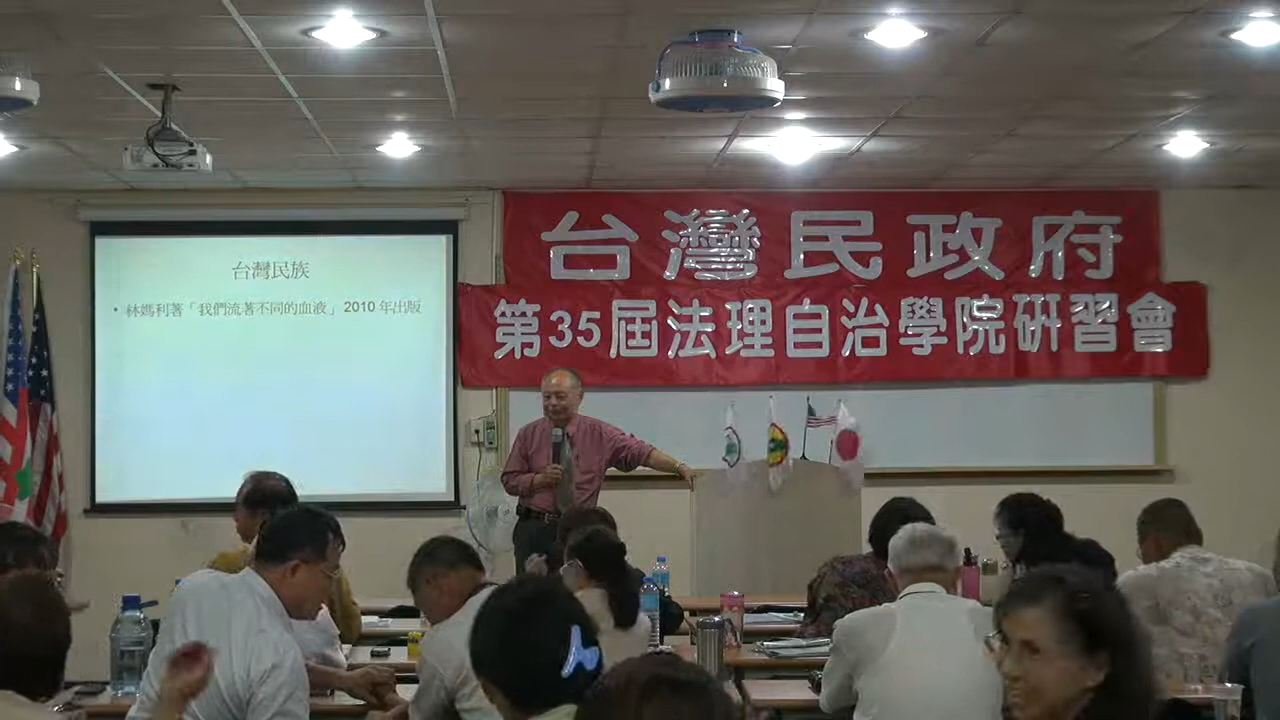 台灣民政府
第35屆法理自治學院研習會
台灣民族
• 林媽利著「我們流著不同的血液」2010 年出版